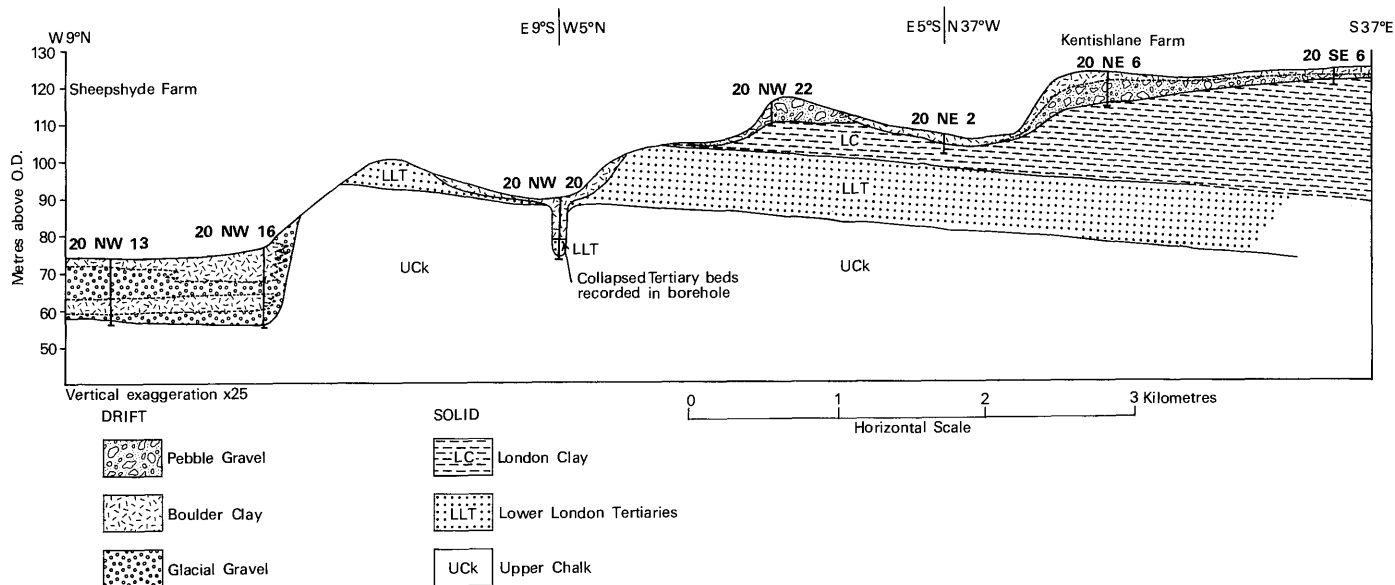 W 9°N
E 9°S W 5°N
E 5°S N 37°W
S 37°E
130
120
110
100
90
80
70
60
50
Metres above O.D.
Sheepshyde Farm
Kentishlane Farm
20 NW 13
20 NW 16
20 NW 20
20 NW 22
20 NE 2
20 NE 6
20 SE 6
LLT
LC
LLT
LLT
UCk
UCk
Collapsed Tertiary beds
recorded in borehole
Vertical exaggeration x25
0 1 2 3 Kilometres
Horizontal Scale
DRIFT
Pebble Gravel
Boulder Clay
Glacial Gravel
SOLID
LC London Clay
LLT Lower London Tertiaries
UCk Upper Chalk